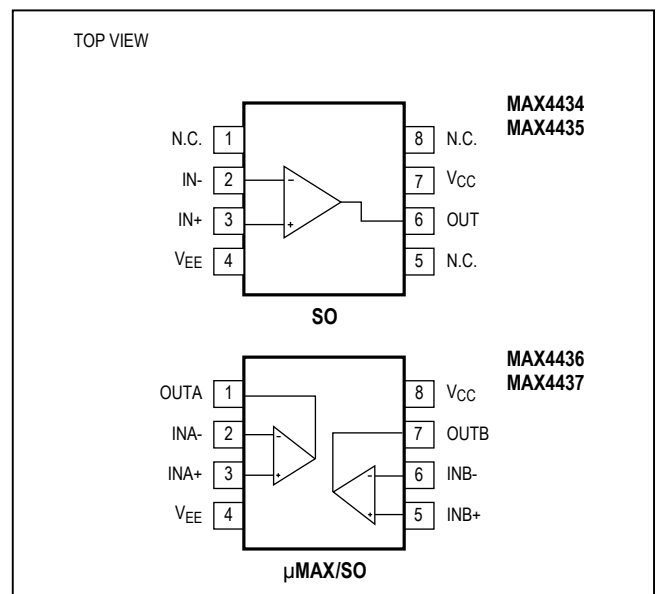 TOP VIEW
MAX4434
MAX4435
N.C. 1
8 N.C.
IN- 2
−
7 VCC
IN+ 3
+
6 OUT
VEE 4
5 N.C.
SO
MAX4436
MAX4437
OUTA 1
8 VCC
INA- 2
−
7 OUTB
INA+ 3
+
−
6 INB-
VEE 4
+
5 INB+
µMAX/SO